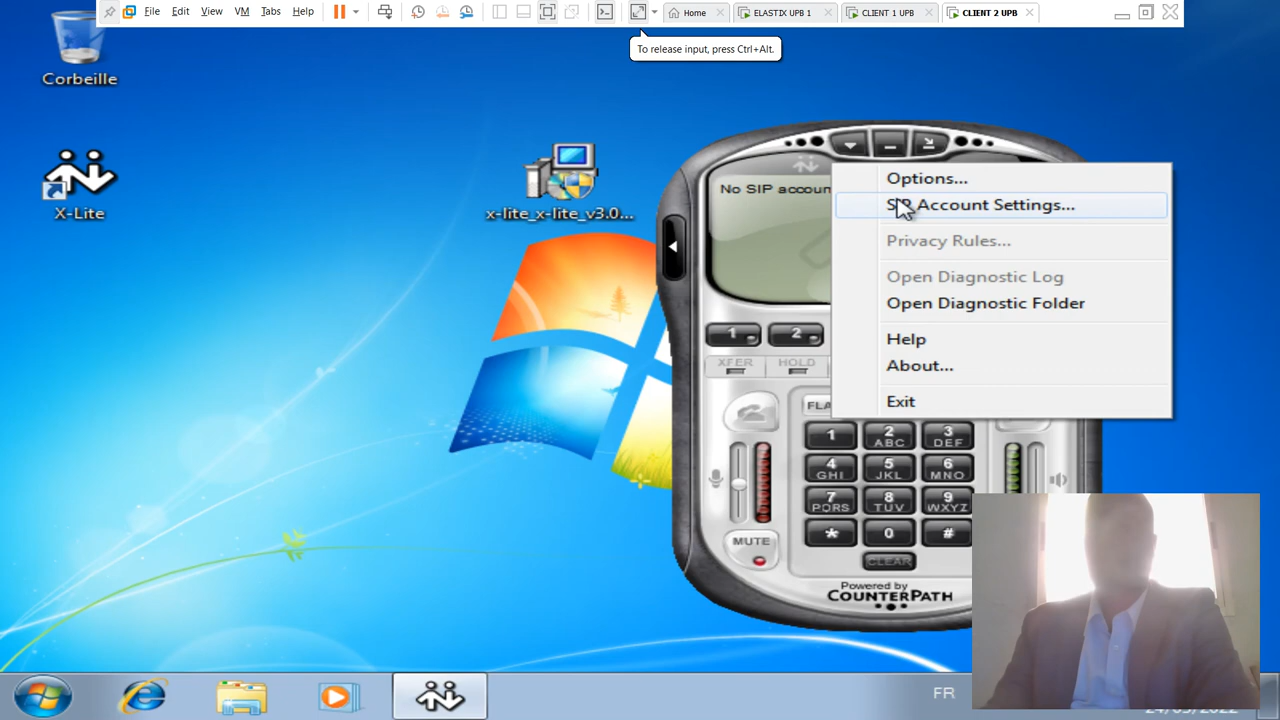 File Edit View VM Tabs Help
Home ELASTIX UPB 1 CLIENT 1 UPB CLIENT 2 UPB
To release input, press Ctrl+Alt.
Corbeille
X-Lite
x-lite_x-lite_v3.0...
No SIP accoun
Options...
SIP Account Settings...
Privacy Rules...
Open Diagnostic Log
Open Diagnostic Folder
Help
About...
Exit
1 2
XFER HOLD
FLA
1 2 ABC 3 DEF
4 GHI 5 JKL 6 MNO
7 PQRS 8 TUV 9 WXYZ
* 0 #
MUTE
CLEAR
Powered by
COUNTERPATH
FR